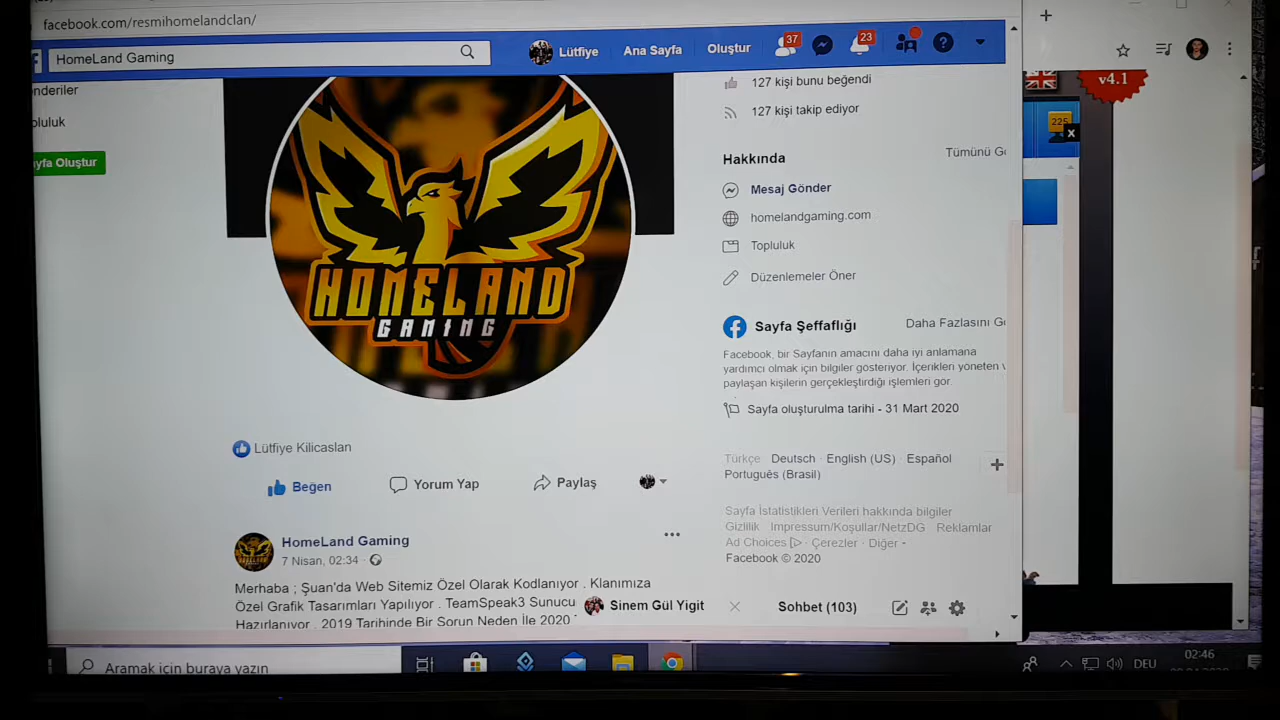 facebook.com/resmihomelandclan/
HomeLand Gaming
Lütfiye
Ana Sayfa
Oluştur
37
23
v4.1
225
x
önderiler
pluluk
ayfa Oluştur
127 kişi bunu beğendi
127 kişi takip ediyor
Hakkında
Tümünü Gö
Mesaj Gönder
homelandgaming.com
Topluluk
Düzenlemeler Öner
HOMELAND
GAMING
Sayfa Şeffaflığı
Daha Fazlasını Gö
Facebook, bir Sayfanın amacını daha iyi anlamana
yardımcı olmak için bilgiler gösteriyor. İçerikleri yöneten v
paylaşan kişilerin gerçekleştirdiği işlemleri gör.
Sayfa oluşturulma tarihi - 31 Mart 2020
Lütfiye Kilicaslan
Beğen
Yorum Yap
Paylaş
Türkçe · Deutsch · English (US) · Español ·
Português (Brasil)
Sayfa İstatistikleri Verileri hakkında bilgiler ·
Gizlilik · Impressum/Koşullar/NetzDG · Reklamlar ·
Ad Choices · Çerezler · Diğer
Facebook © 2020
HomeLand Gaming
7 Nisan, 02:34 ·
Merhaba ; Şuan'da Web Sitemiz Özel Olarak Kodlanıyor . Klanımıza
Özel Grafik Tasarımları Yapılıyor . TeamSpeak3 Sunucu
Hazırlanıyor . 2019 Tarihinde Bir Sorun Neden İle 2020
Sinem Gül Yigit
Sohbet (103)
Aramak için buraya yazın
DEU
02:46